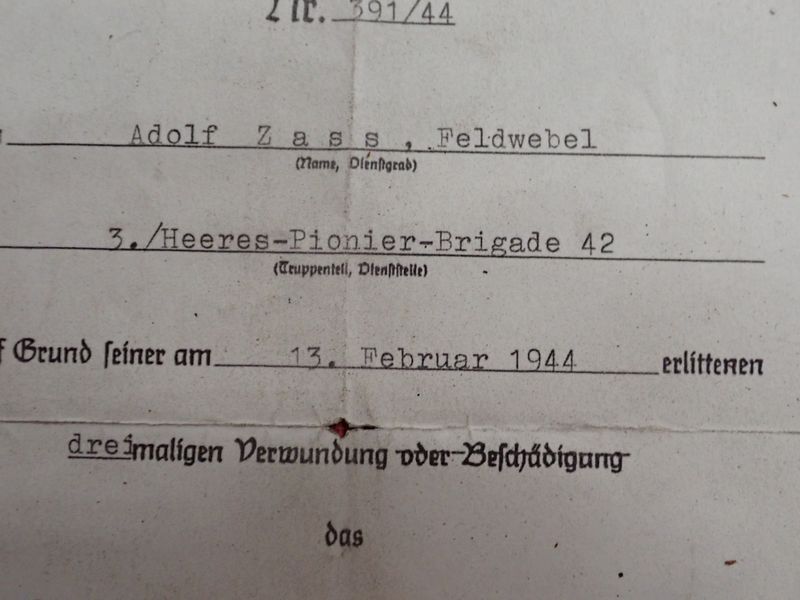 Nr. 391/44
Adolf Zass, Feldwebel
(Name, Dienstgrad)
3./Heeres-Pionier-Brigade 42
(Truppenteil, Dienststelle)
Grund seiner am 13. Februar 1944 erlittenen
dreimaligen Verwundung oder Beschädigung
das